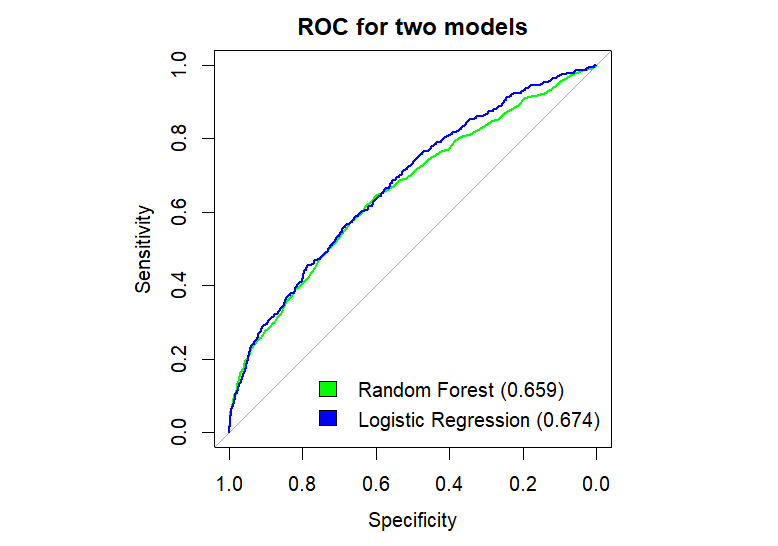 ROC for two models
Sensitivity
1.0
0.8
0.6
0.4
0.2
0.0
Random Forest (0.659)
Logistic Regression (0.674)
1.0 0.8 0.6 0.4 0.2 0.0
Specificity